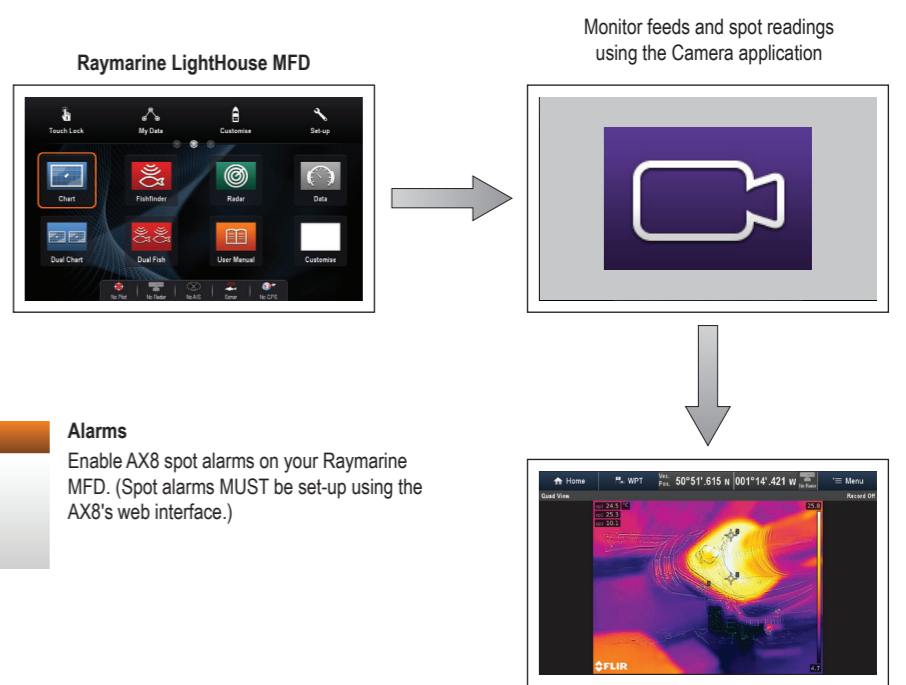 Monitor feeds and spot readings
using the Camera application
Raymarine LightHouse MFD
Touch Lock
My Data
Customise
Set-up
Chart
Fishfinder
Radar
Data
Dual Chart
Dual Fish
User Manual
Customise
No Pilot
No Radar
No AIS
Sonar
No GPS
Alarms
Enable AX8 spot alarms on your Raymarine
MFD. (Spot alarms MUST be set-up using the
AX8's web interface.)
Home
WPT
Ves.
Pos.
50°51'.615 N
001°14'.421 W
No Radar
Menu
Quad View
Record Off
24.5 °C
25.3
10.1
25.8
4.7
FLIR